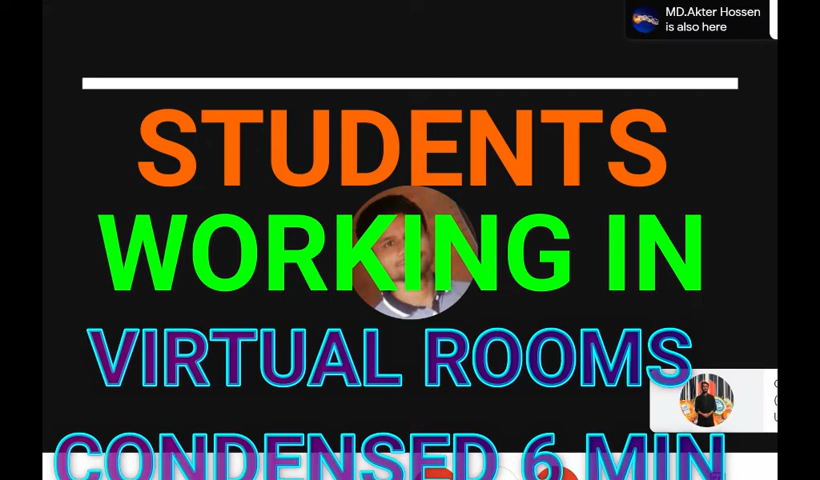 MD.Akter Hossen
is also here
STUDENTS
WORKING IN
VIRTUAL ROOMS
CONDENSED 6 MIN